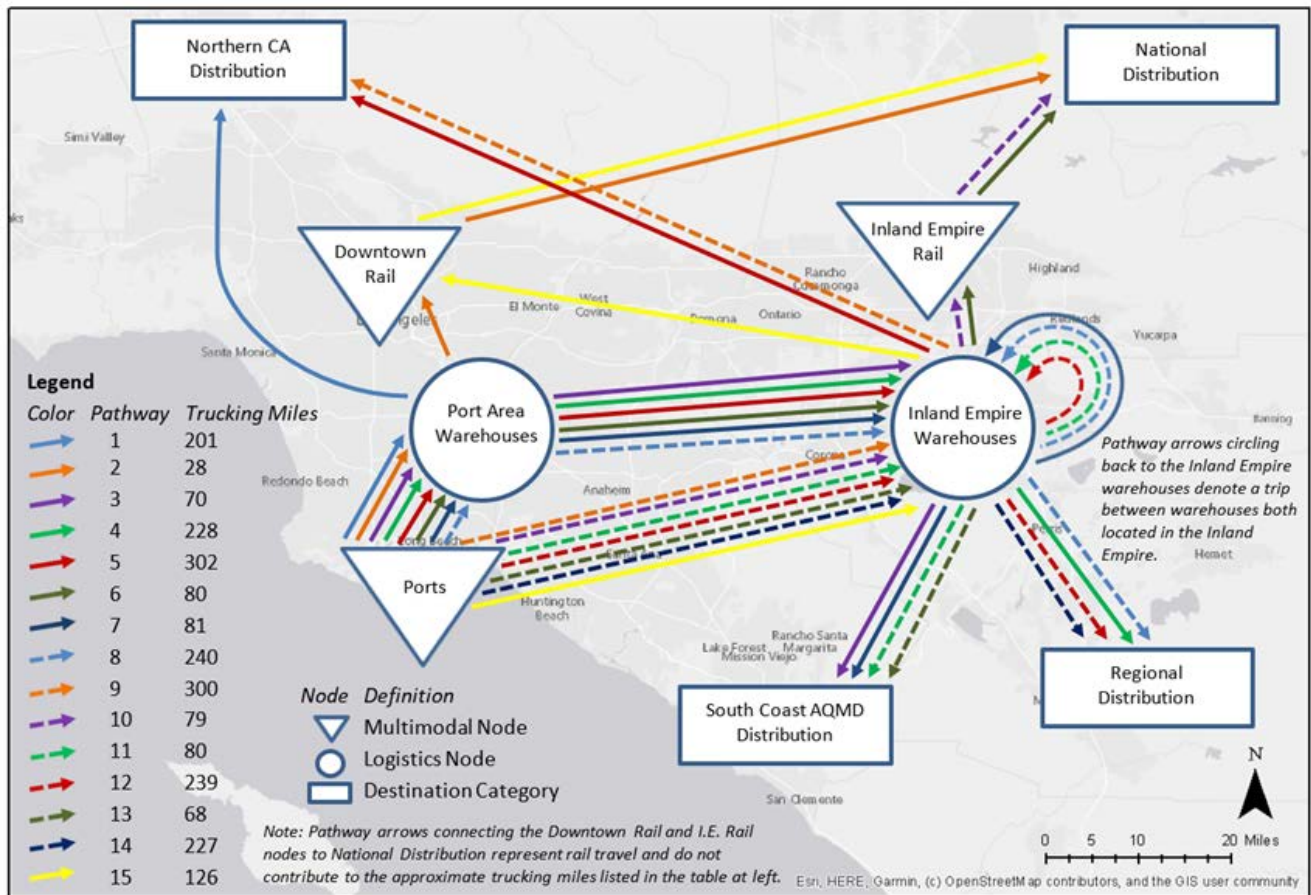 Northern CA
Distribution
National
Distribution
Simi Valley
Downtown
Rail
Inland Empire
Rail
Rancho
Highland
El Monte
West
Covina
Ontario
Yucaipa
Santa Monica
Legend
Color Pathway Trucking Miles
1 201
2 28
3 70
4 228
5 302
6 80
7 81
8 240
9 300
10 79
11 80
12 239
13 68
14 227
15 126
Port Area
Warehouses
Inland Empire
Warehouses
Banning
Pathway arrows circling
back to the Inland Empire
warehouses denote a trip
between warehouses both
located in the Inland
Empire.
Redondo Beach
Anaheim
Hemet
Ports
Huntington
Beach
Lake Forest
Mission Viejo
Rancho Santa
Margarita
Node Definition
Multimodal Node
Logistics Node
Destination Category
South Coast AQMD
Distribution
Regional
Distribution
San Clemente
N
0 5 10 20 Miles
Note: Pathway arrows connecting the Downtown Rail and I.E. Rail
nodes to National Distribution represent rail travel and do not
contribute to the approximate trucking miles listed in the table at left.
Esri, HERE, Garmin, (c) OpenStreetMap contributors, and the GIS user community